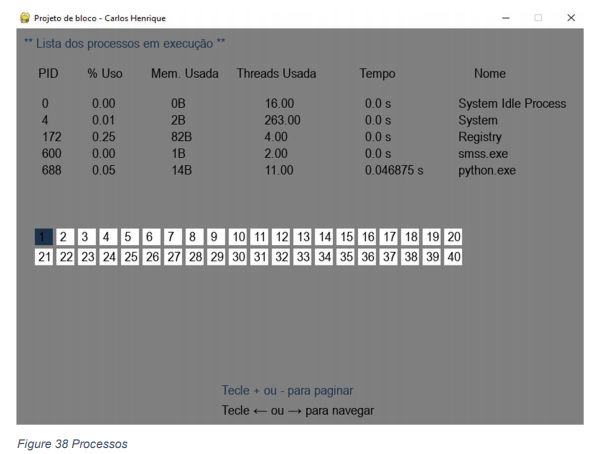 Projeto de bloco - Carlos Henrique
** Lista dos processos em execução **
PID % Uso Mem. Usada Threads Usada Tempo Nome
0 0.00 0B 16.00 0.0 s System Idle Process
4 0.01 2B 263.00 0.0 s System
172 0.25 82B 4.00 0.0 s Registry
600 0.00 1B 2.00 0.0 s smss.exe
688 0.05 14B 11.00 0.046875 s python.exe
1 2 3 4 5 6 7 8 9 10 11 12 13 14 15 16 17 18 19 20
21 22 23 24 25 26 27 28 29 30 31 32 33 34 35 36 37 38 39 40
Tecle + ou - para paginar
Tecle ← ou → para navegar
Figure 38 Processos